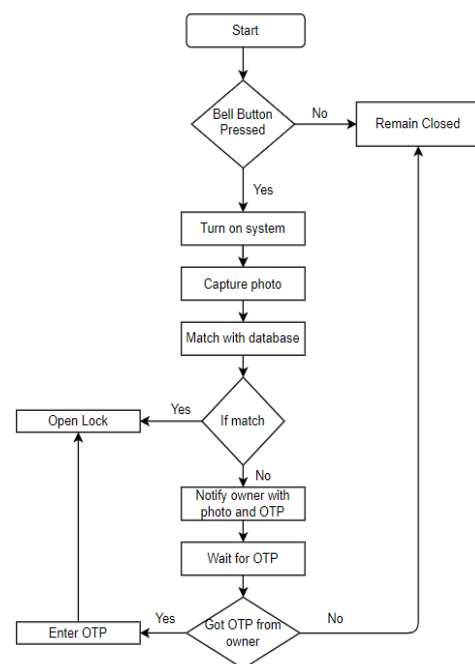 Start
Bell Button
Pressed
No
Remain Closed
Yes
Turn on system
Capture photo
Match with database
Yes
Open Lock
If match
No
Notify owner with
photo and OTP
Wait for OTP
Yes
Enter OTP
Got OTP from
owner
No